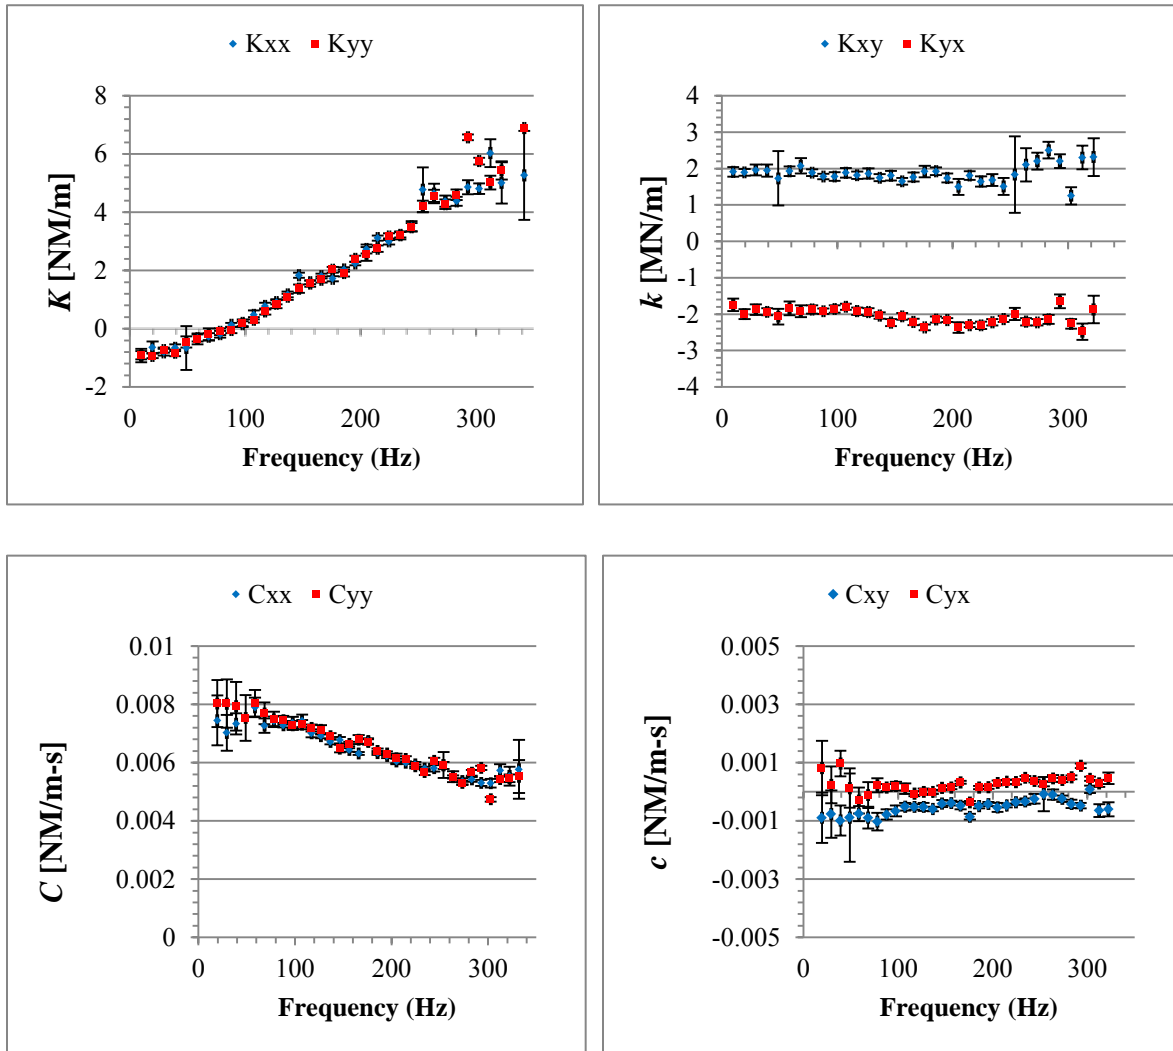 Kxx Kyy
8
6
4
2
0
-2
0 100 200 300
K [NM/m]
Frequency (Hz)
Kxy Kyx
4
3
2
1
0
-1
-2
-3
-4
0 100 200 300
k [MN/m]
Frequency (Hz)
Cxx Cyy
0.01
0.008
0.006
0.004
0.002
0
0 100 200 300
C [NM/m-s]
Frequency (Hz)
Cxy Cyx
0.005
0.003
0.001
-0.001
-0.003
-0.005
0 100 200 300
c [NM/m-s]
Frequency (Hz)